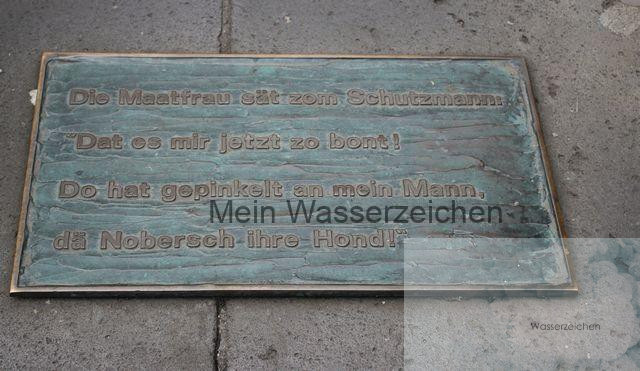 Die Maatfrau sät zom Schutzmann:
"Dat es mir jetzt zo bont!
Do hat gepinkelt an mein Mann,
Mein Wasserzeichen
dä Nobersch ihre Hond!"
Wasserzeichen